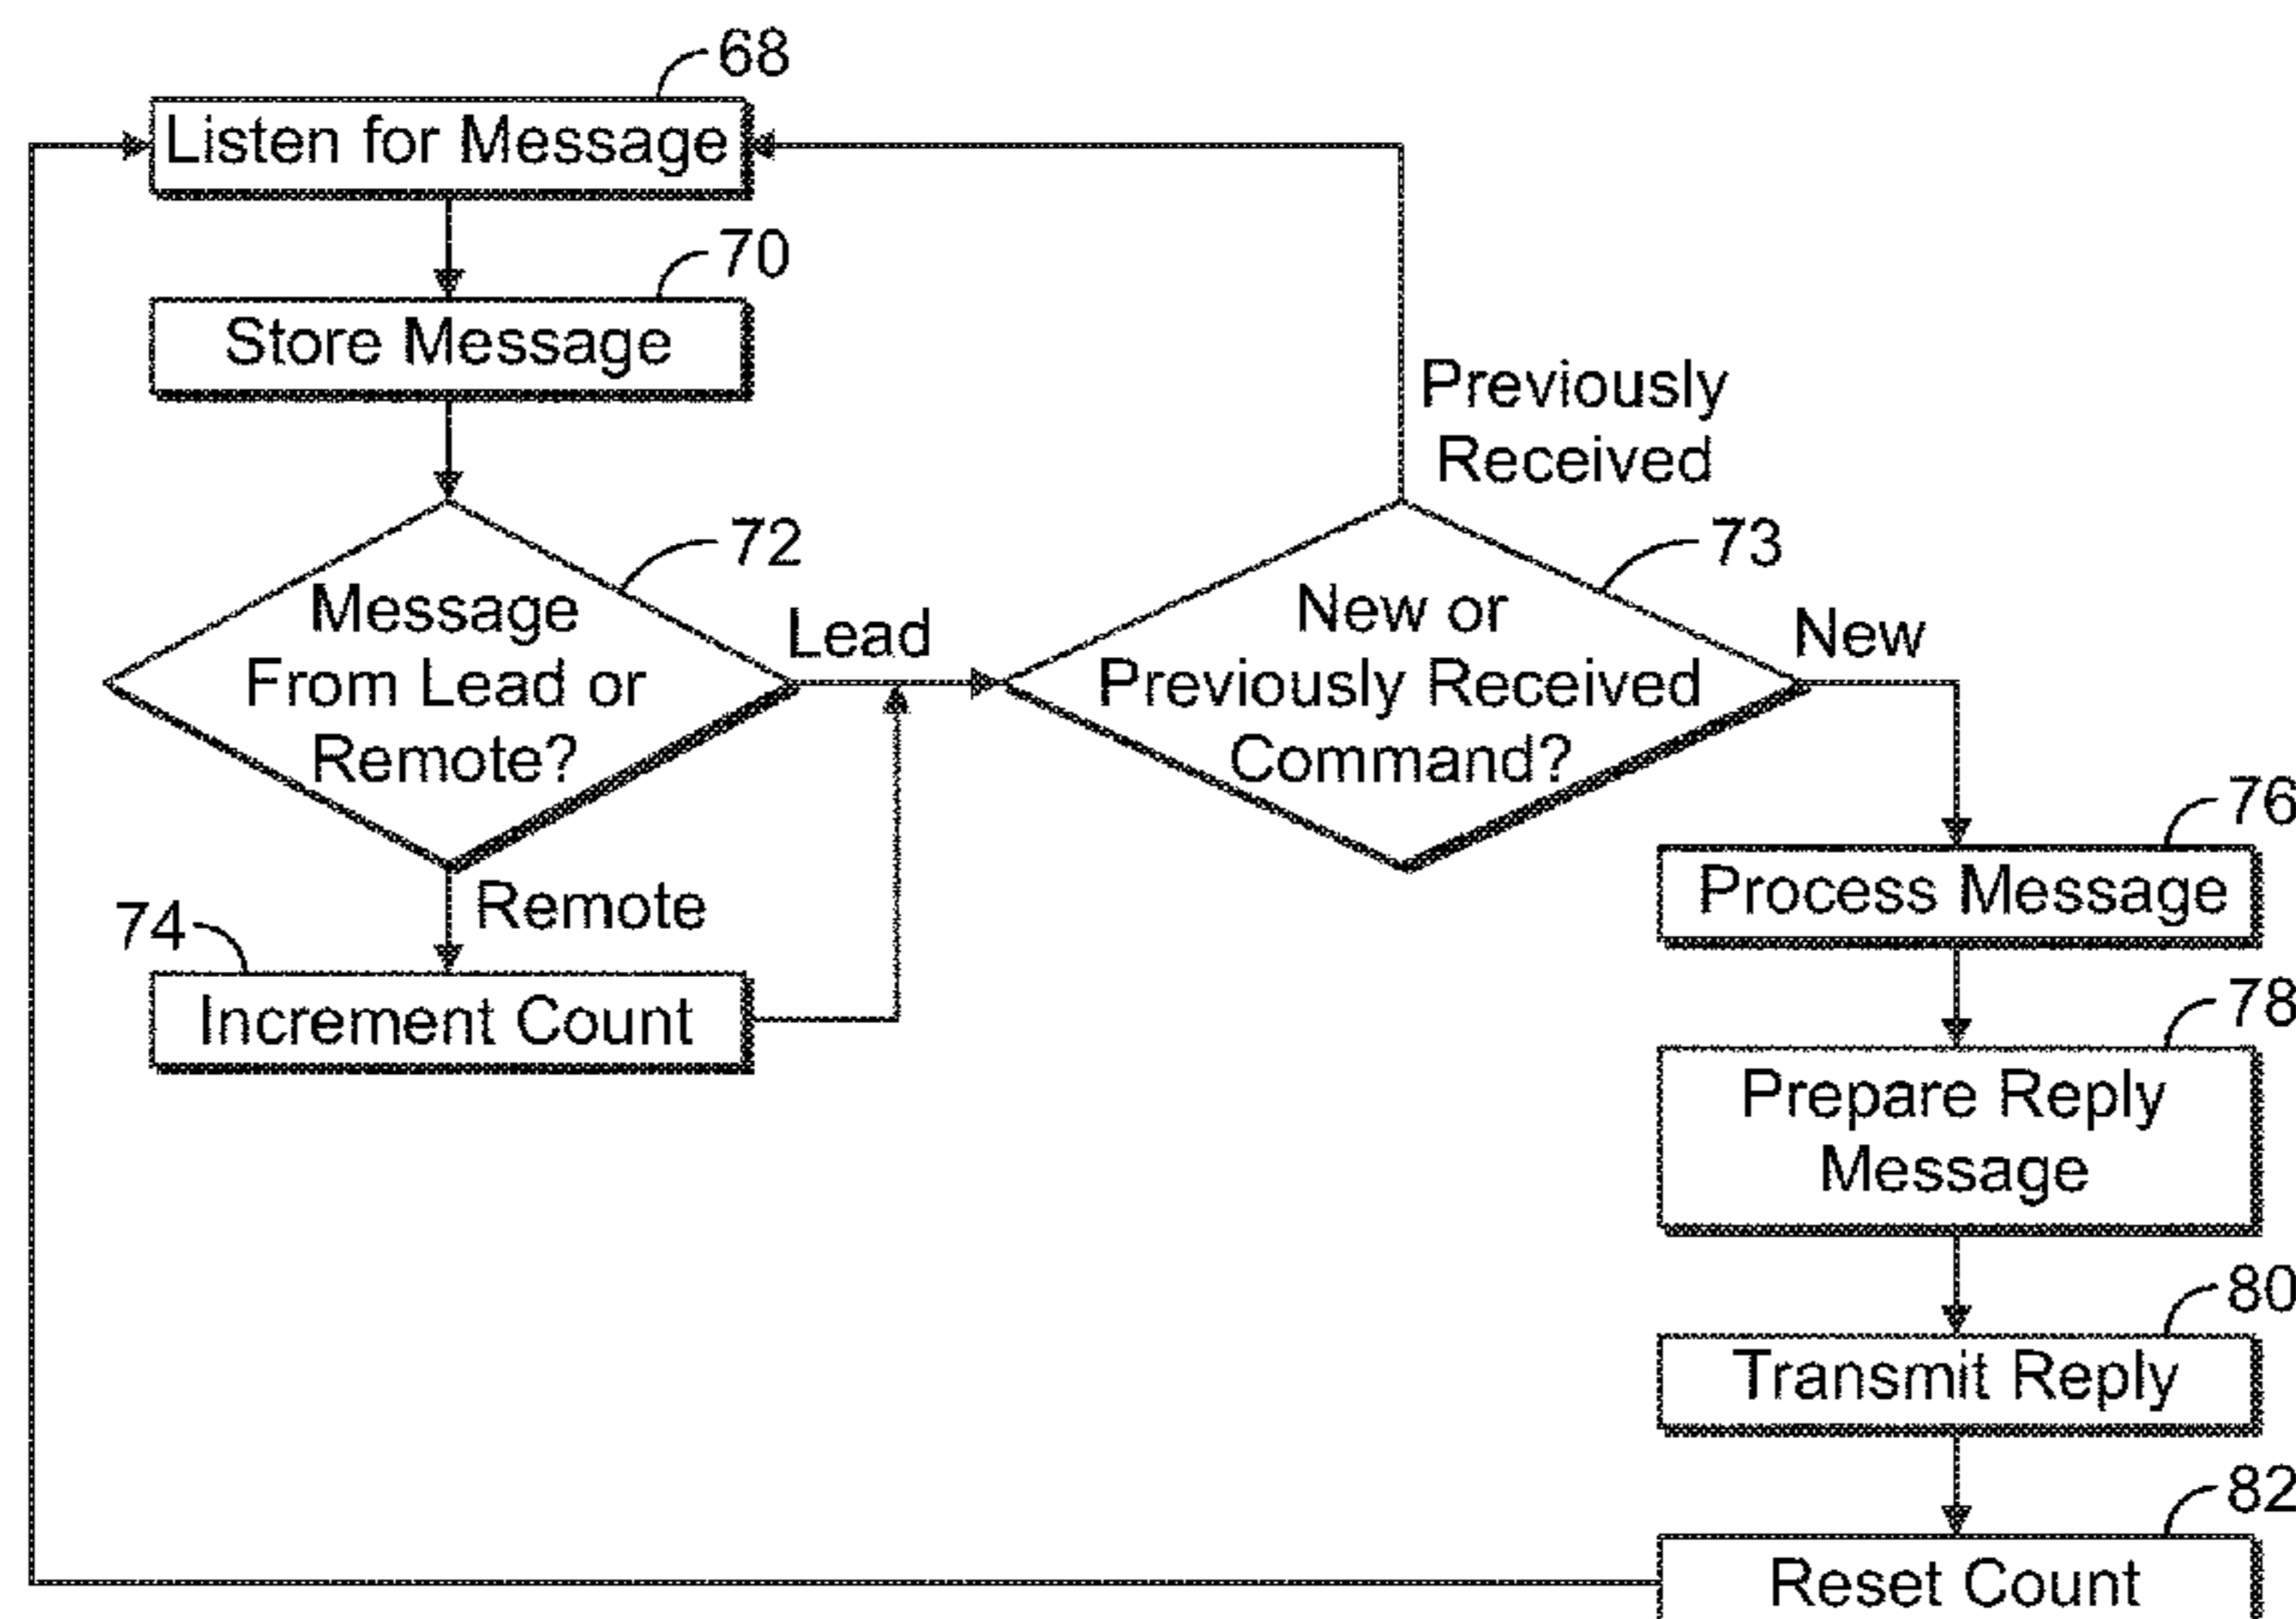 68
Listen for Message
70
Store Message
Previously
Received
72
73
Message
From Lead or
Remote?
Lead
New or
Previously Received
Command?
New
76
Process Message
Remote
74
Increment Count
78
Prepare Reply
Message
80
Transmit Reply
82
Reset Count